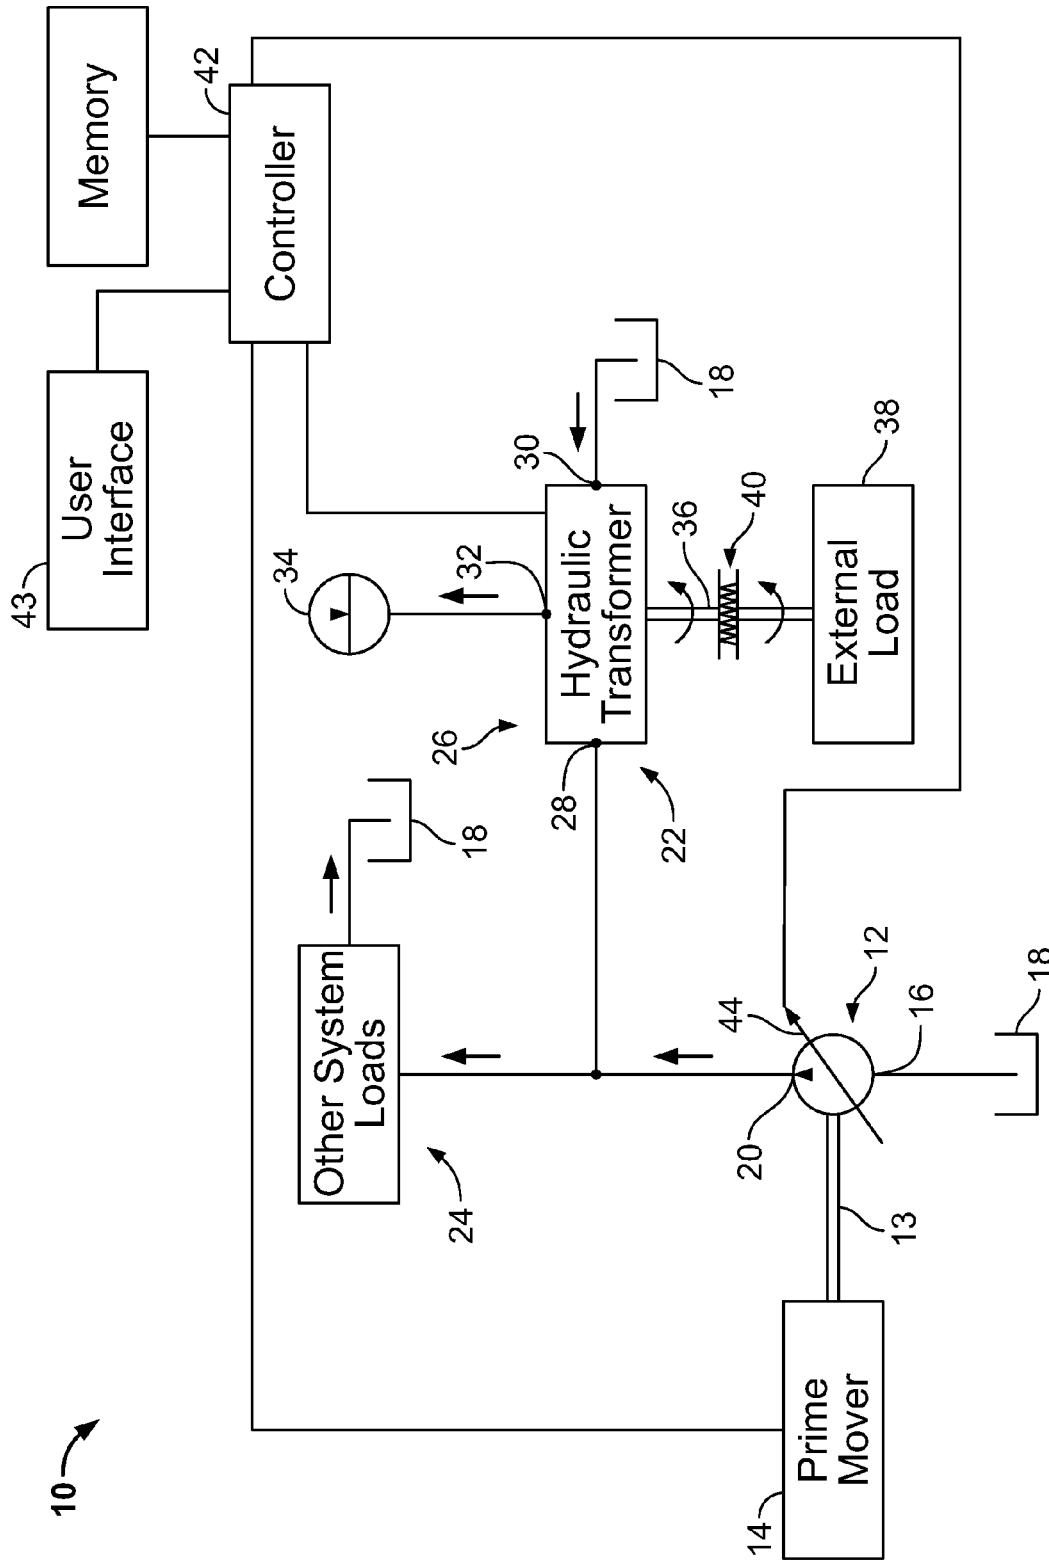 10
43
User
Interface
Memory
42
Controller
34
32
30
18
26
Hydraulic
Transformer
28
22
36
40
External
Load
38
Other System
Loads
18
24
44
12
20
16
18
13
14
Prime
Mover